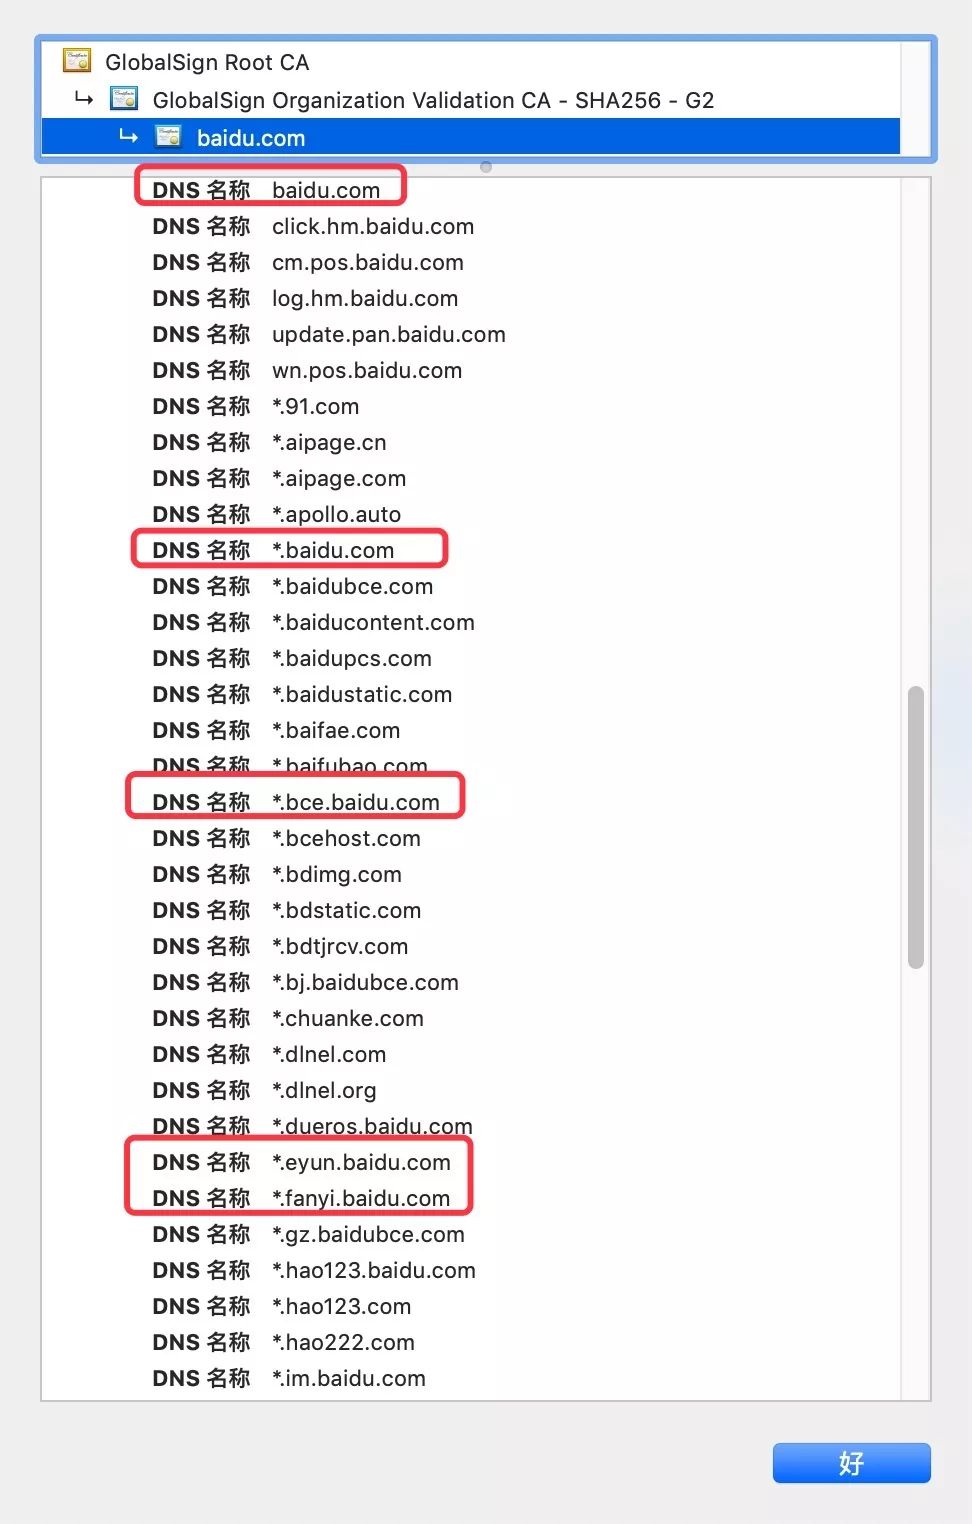 GlobalSign Root CA
GlobalSign Organization Validation CA - SHA256 - G2
baidu.com
DNS 名称 baidu.com
DNS 名称 click.hm.baidu.com
DNS 名称 cm.pos.baidu.com
DNS 名称 log.hm.baidu.com
DNS 名称 update.pan.baidu.com
DNS 名称 wn.pos.baidu.com
DNS 名称 *.91.com
DNS 名称 *.aipage.cn
DNS 名称 *.aipage.com
DNS 名称 *.apollo.auto
DNS 名称 *.baidu.com
DNS 名称 *.baidubce.com
DNS 名称 *.baiducontent.com
DNS 名称 *.baidupcs.com
DNS 名称 *.baidustatic.com
DNS 名称 *.baifae.com
DNS 名称 *.baifubao.com
DNS 名称 *.bce.baidu.com
DNS 名称 *.bcehost.com
DNS 名称 *.bdimg.com
DNS 名称 *.bdstatic.com
DNS 名称 *.bdtjrcv.com
DNS 名称 *.bj.baidubce.com
DNS 名称 *.chuanke.com
DNS 名称 *.dlnel.com
DNS 名称 *.dlnel.org
DNS 名称 *.dueros.baidu.com
DNS 名称 *.eyun.baidu.com
DNS 名称 *.fanyi.baidu.com
DNS 名称 *.gz.baidubce.com
DNS 名称 *.hao123.baidu.com
DNS 名称 *.hao123.com
DNS 名称 *.hao222.com
DNS 名称 *.im.baidu.com
好